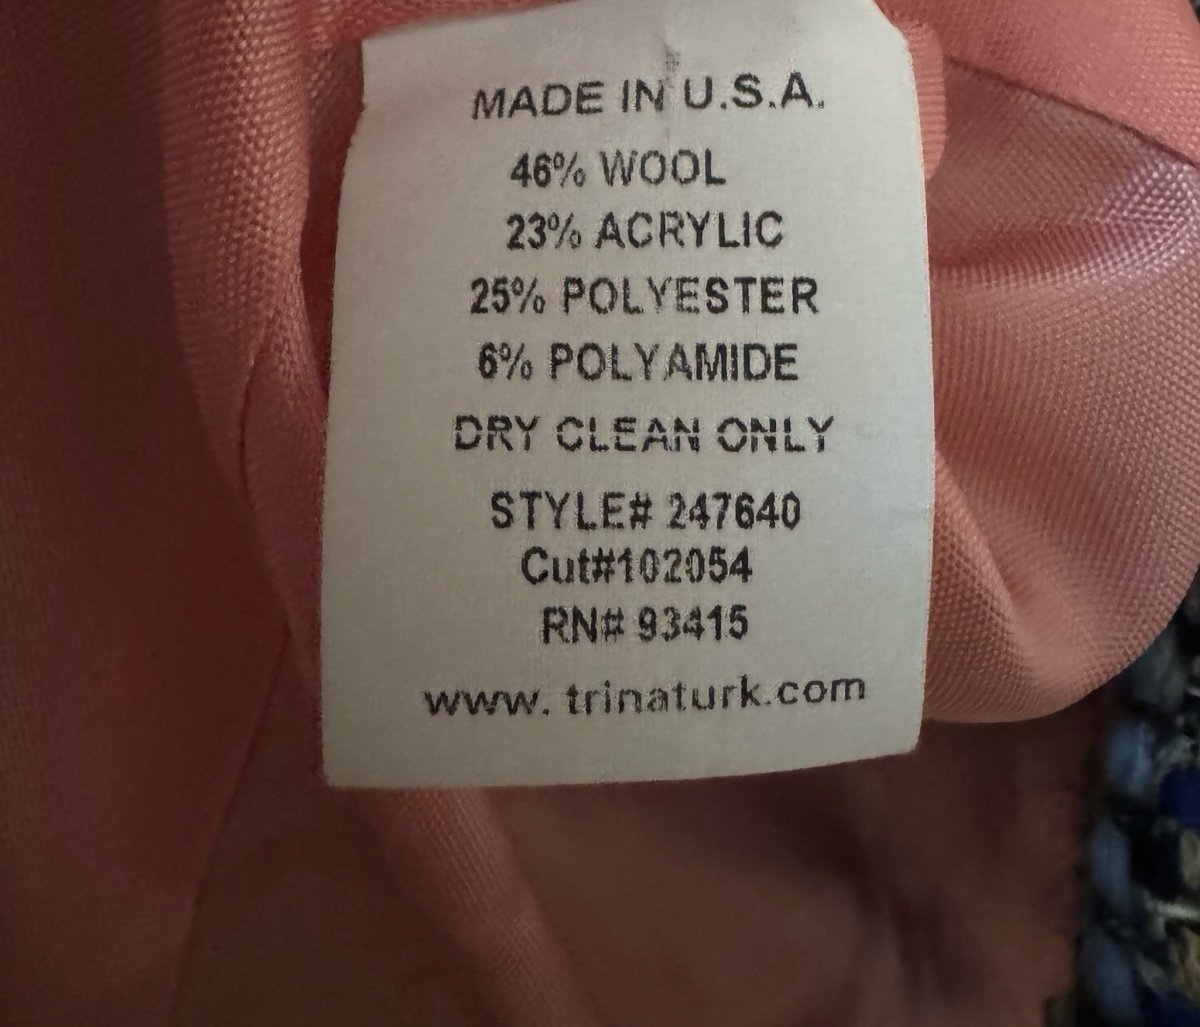 MADE IN U.S.A.
46% WOOL
23% ACRYLIC
25% POLYESTER
6% POLYAMIDE
DRY CLEAN ONLY
STYLE# 247640
Cut#102054
RN# 93415
www. trinaturk.com